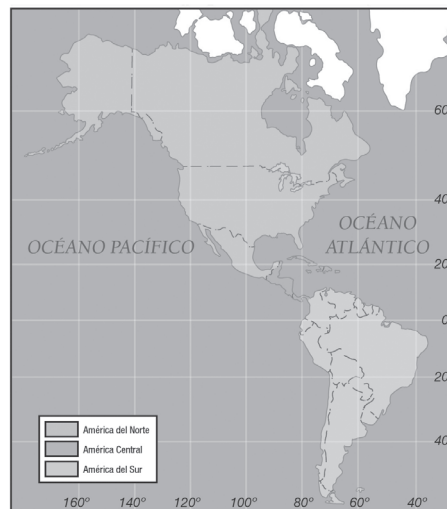 60
40
OCÉANO PACÍFICO
OCÉANO
ATLÁNTICO
20
0
20
40
América del Norte
América Central
América del Sur
160º 140º 120º 100º 80º 60º 40º